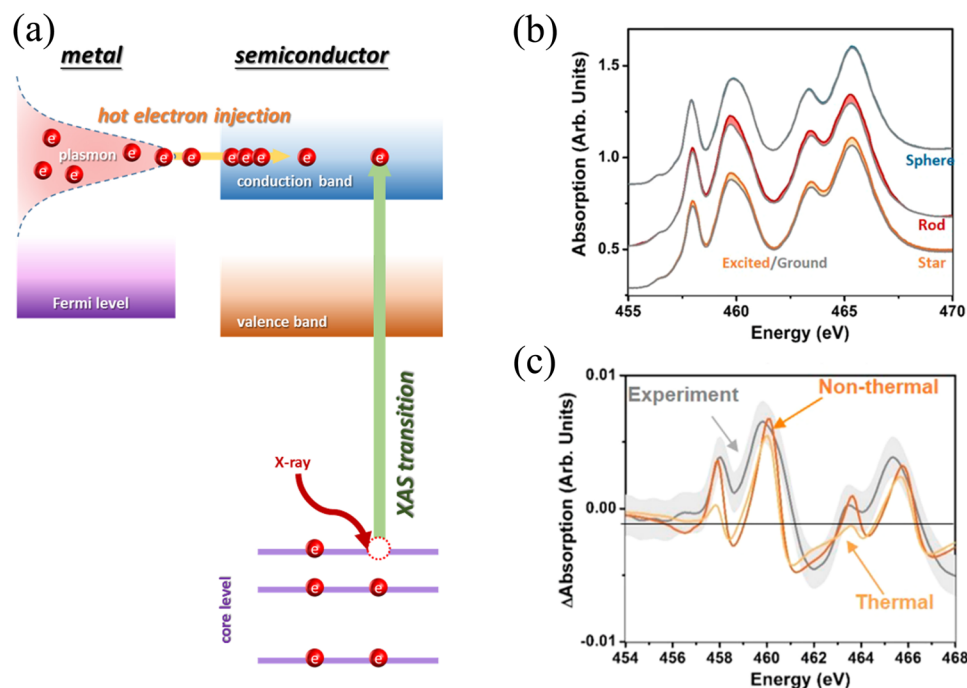 (a)
metal
semiconductor
hot electron injection
plasmon
e e e e e e e e e e e
conduction band
Fermi level
valence band
XAS transition
X-ray
core level
e
e e
e e
(b)
Absorption (Arb. Units)
1.5
1.0
0.5
Sphere
Rod
Excited/Ground
Star
455 460 465 470
Energy (eV)
(c)
ΔAbsorption (Arb. Units)
0.01
0.00
-0.01
Experiment
Non-thermal
Thermal
454 456 458 460 462 464 466 468
Energy (eV)